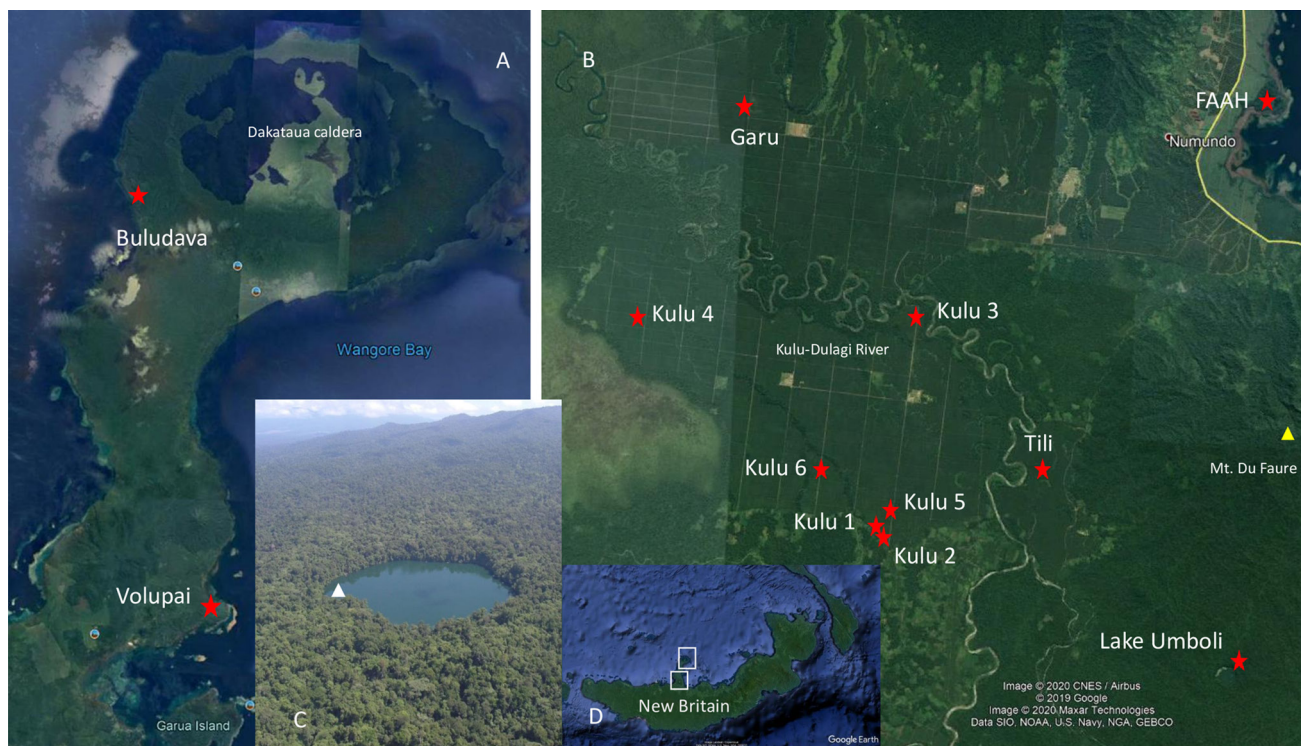 A
Dakataua caldera
Buludava
Wangore Bay
Volupai
Garua Island
B
FAAH
Garu
Numundo
Kulu 4
Kulu 3
Kulu-Dulagi River
Tili
Mt. Du Faure
Kulu 6
Kulu 5
Kulu 1
Kulu 2
Lake Umboli
Image © 2020 CNES / Airbus
© 2019 Google
Image © 2020 Maxar Technologies
Data SIO, NOAA, U.S. Navy, NGA, GEBCO
C
D
New Britain
Google Earth